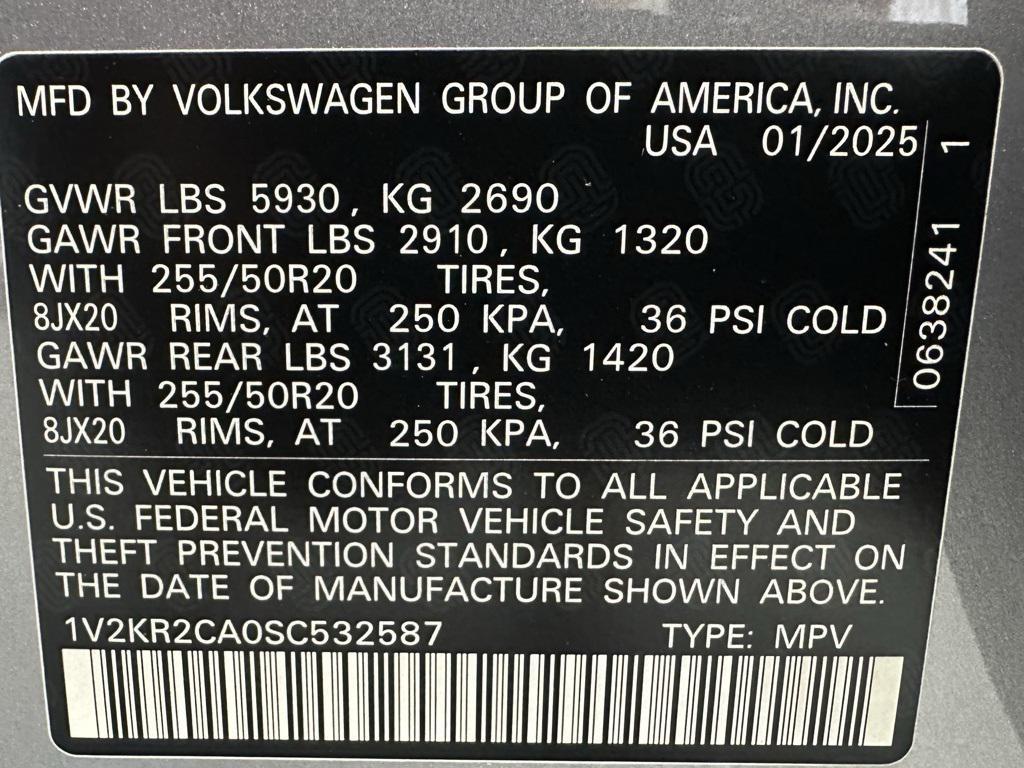 MFD BY VOLKSWAGEN GROUP OF AMERICA, INC.
USA 01/2025
GVWR LBS 5930, KG 2690
GAWR FRONT LBS 2910, KG 1320
WITH 255/50R20 TIRES,
8JX20 RIMS, AT 250 KPA, 36 PSI COLD
GAWR REAR LBS 3131, KG 1420
WITH 255/50R20 TIRES,
8JX20 RIMS, AT 250 KPA, 36 PSI COLD
0638241 1
THIS VEHICLE CONFORMS TO ALL APPLICABLE
U.S. FEDERAL MOTOR VEHICLE SAFETY AND
THEFT PREVENTION STANDARDS IN EFFECT ON
THE DATE OF MANUFACTURE SHOWN ABOVE.
1V2KR2CA0SC532587 TYPE: MPV